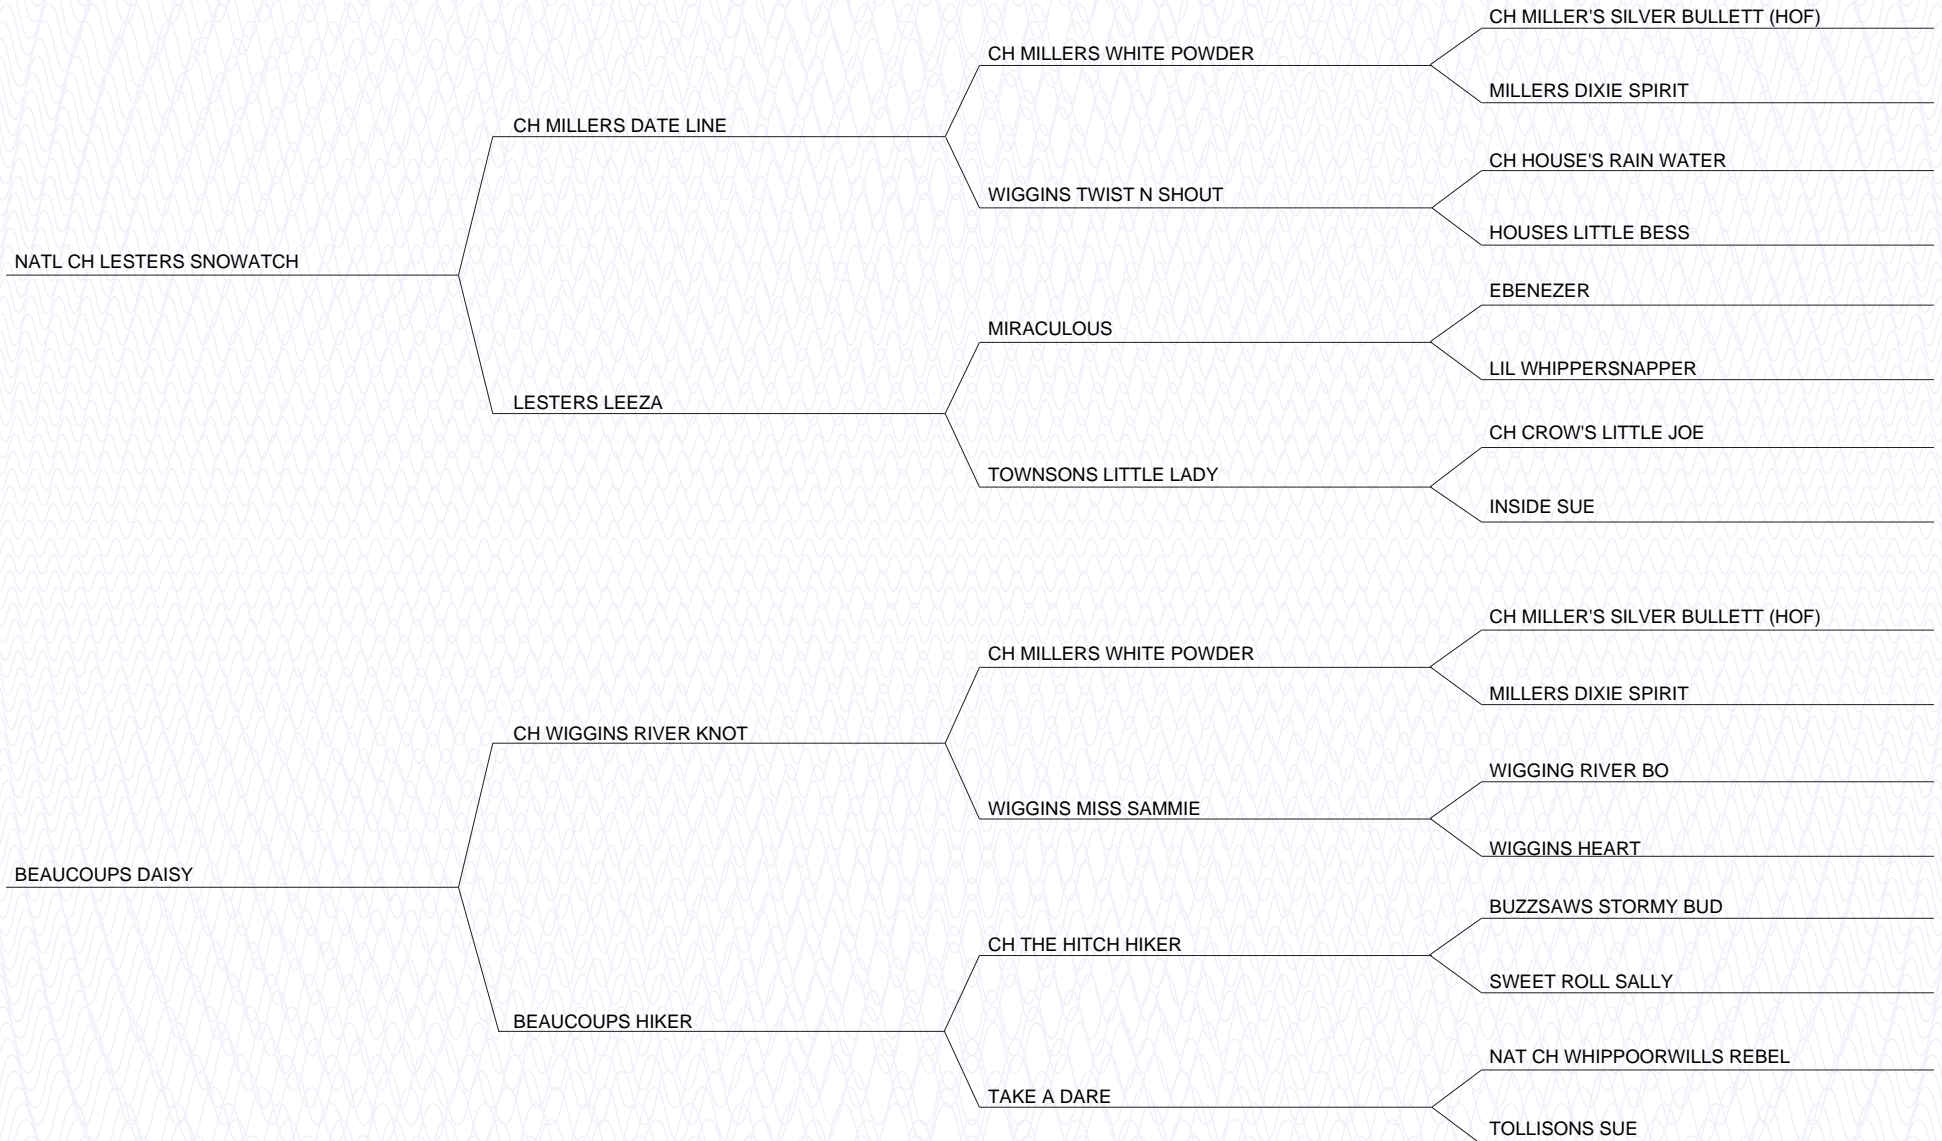 CH MILLER'S SILVER BULLETT (HOF)
CH MILLERS WHITE POWDER
MILLERS DIXIE SPIRIT
CH MILLERS DATE LINE
CH HOUSE'S RAIN WATER
WIGGINS TWIST N SHOUT
HOUSES LITTLE BESS
NATL CH LESTERS SNOWATCH
EBENEZER
MIRACULOUS
LIL WHIPPERSNAPPER
LESTERS LEEZA
CH CROW'S LITTLE JOE
TOWNSONS LITTLE LADY
INSIDE SUE
CH MILLER'S SILVER BULLETT (HOF)
CH MILLERS WHITE POWDER
MILLERS DIXIE SPIRIT
CH WIGGINS RIVER KNOT
WIGGING RIVER BO
WIGGINS MISS SAMMIE
WIGGINS HEART
BEAUCOUPS DAISY
BUZZSAWS STORMY BUD
CH THE HITCH HIKER
SWEET ROLL SALLY
BEAUCOUPS HIKER
NAT CH WHIPPOORWILLS REBEL
TAKE A DARE
TOLLISONS SUE